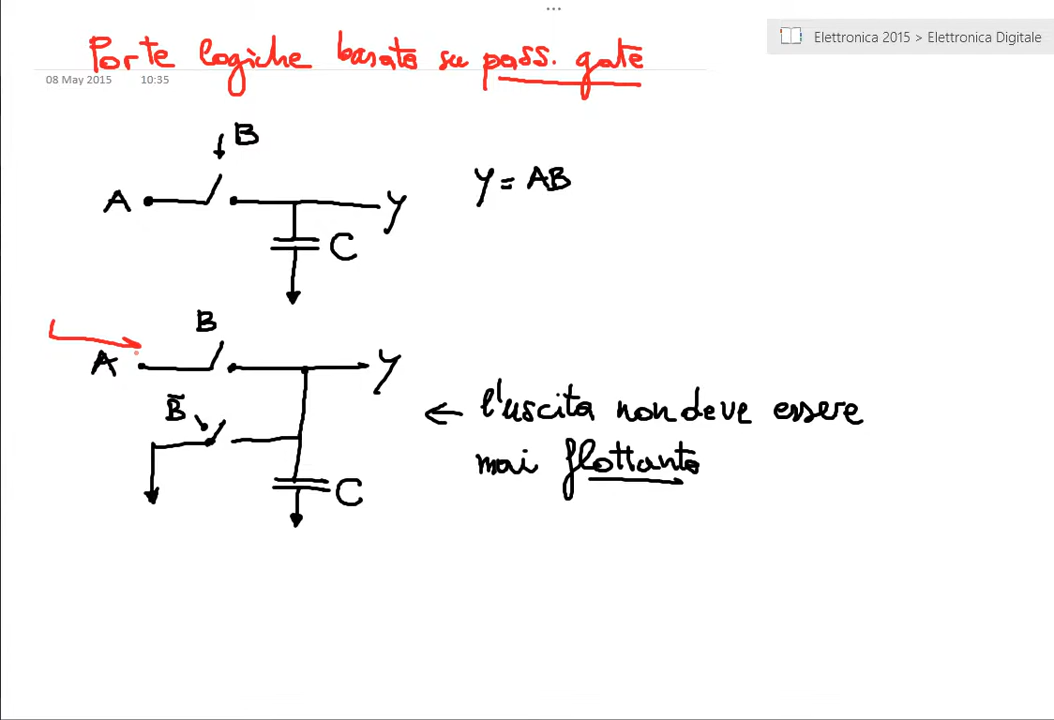 ...
Elettronica 2015 > Elettronica Digitale
Porte logiche basate su pass. gate
08 May 2015 10:35
B
A
Y
Y = AB
C
B
A
Y
B̄
← l'uscita non deve essere
mai flottante
C